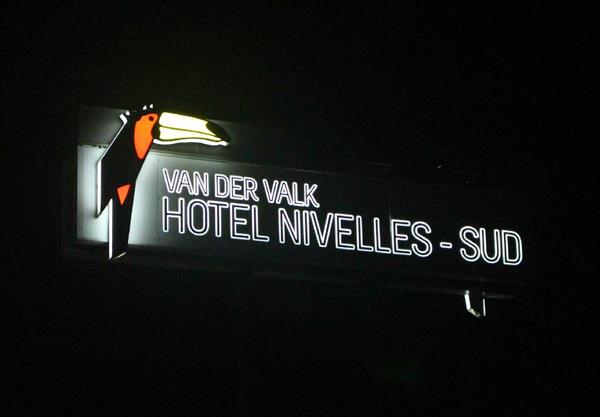 VAN DER VALK
HOTEL NIVELLES - SUD